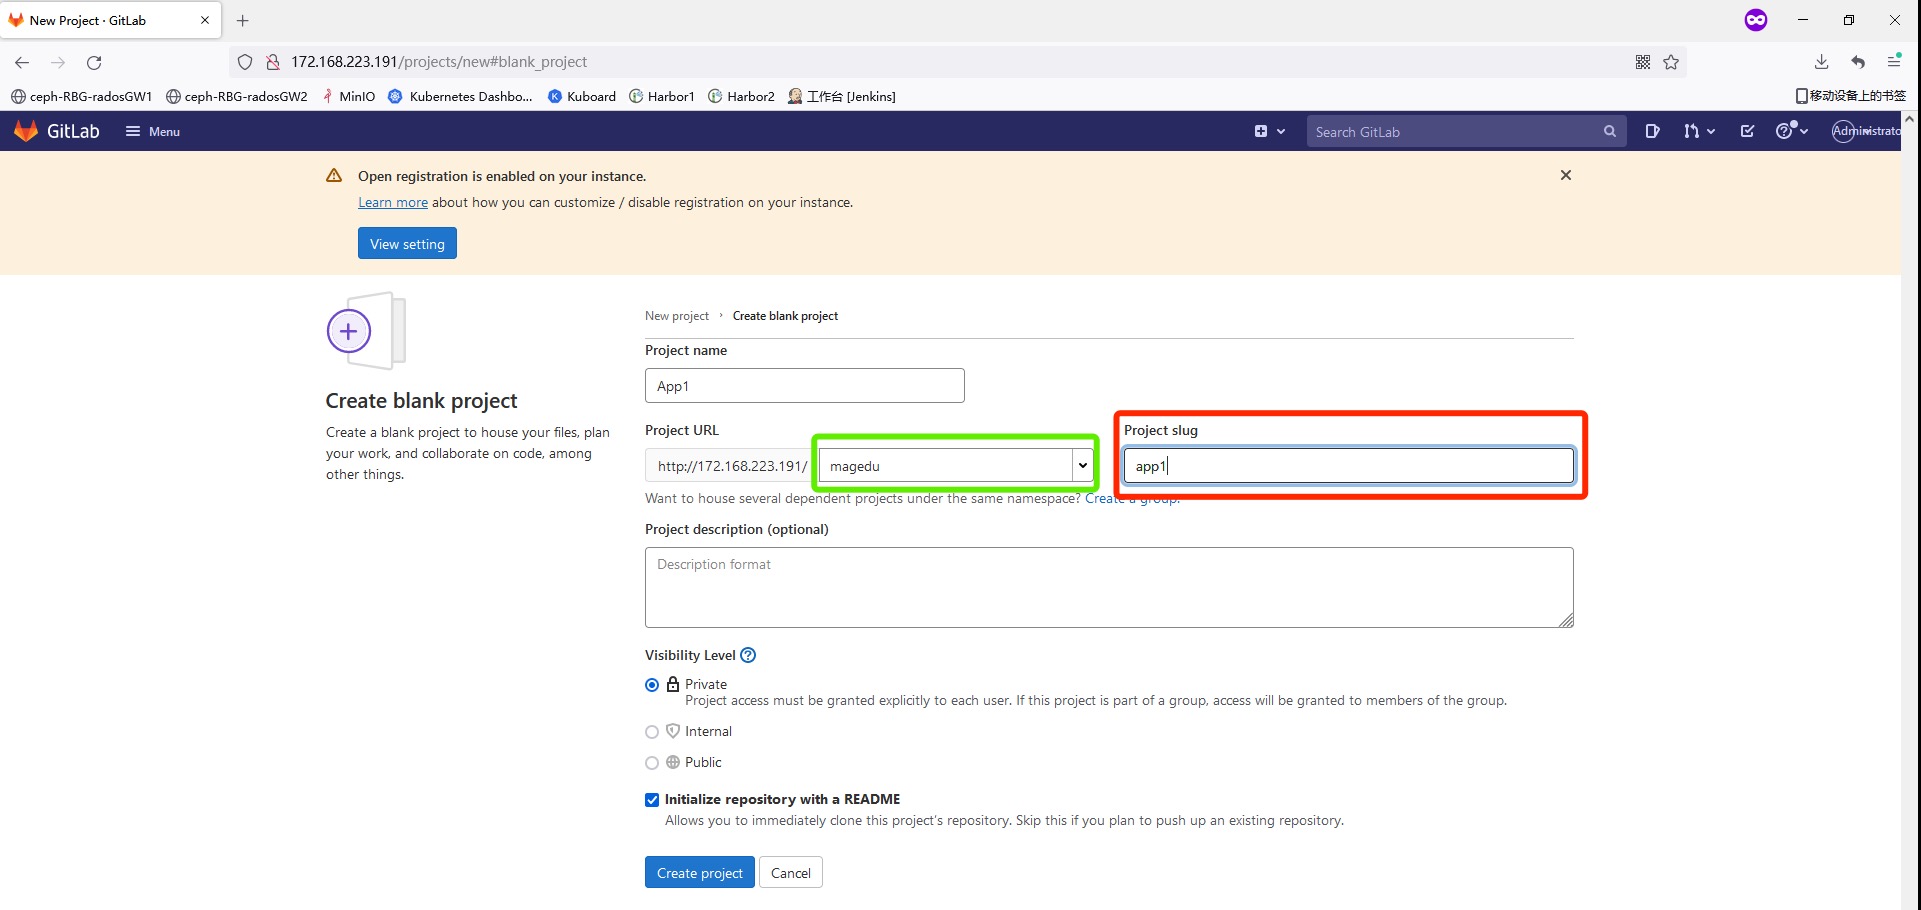 New Project · GitLab
172.168.223.191/projects/new#blank_project
ceph-RBG-radosGW1 ceph-RBG-radosGW2 MinIO Kubernetes Dashbo... Kuboard Harbor1 Harbor2 工作台 [Jenkins] 移动设备上的书签
GitLab Menu Search GitLab Administrato
Open registration is enabled on your instance.
Learn more about how you can customize / disable registration on your instance.
View setting
New project › Create blank project
Create blank project
Create a blank project to house your files, plan
your work, and collaborate on code, among
other things.
Project name
App1
Project URL
http://172.168.223.191/ magedu
Project slug
app1
Want to house several dependent projects under the same namespace? Create a group.
Project description (optional)
Description format
Visibility Level
Private
Project access must be granted explicitly to each user. If this project is part of a group, access will be granted to members of the group.
Internal
Public
Initialize repository with a README
Allows you to immediately clone this project's repository. Skip this if you plan to push up an existing repository.
Create project Cancel